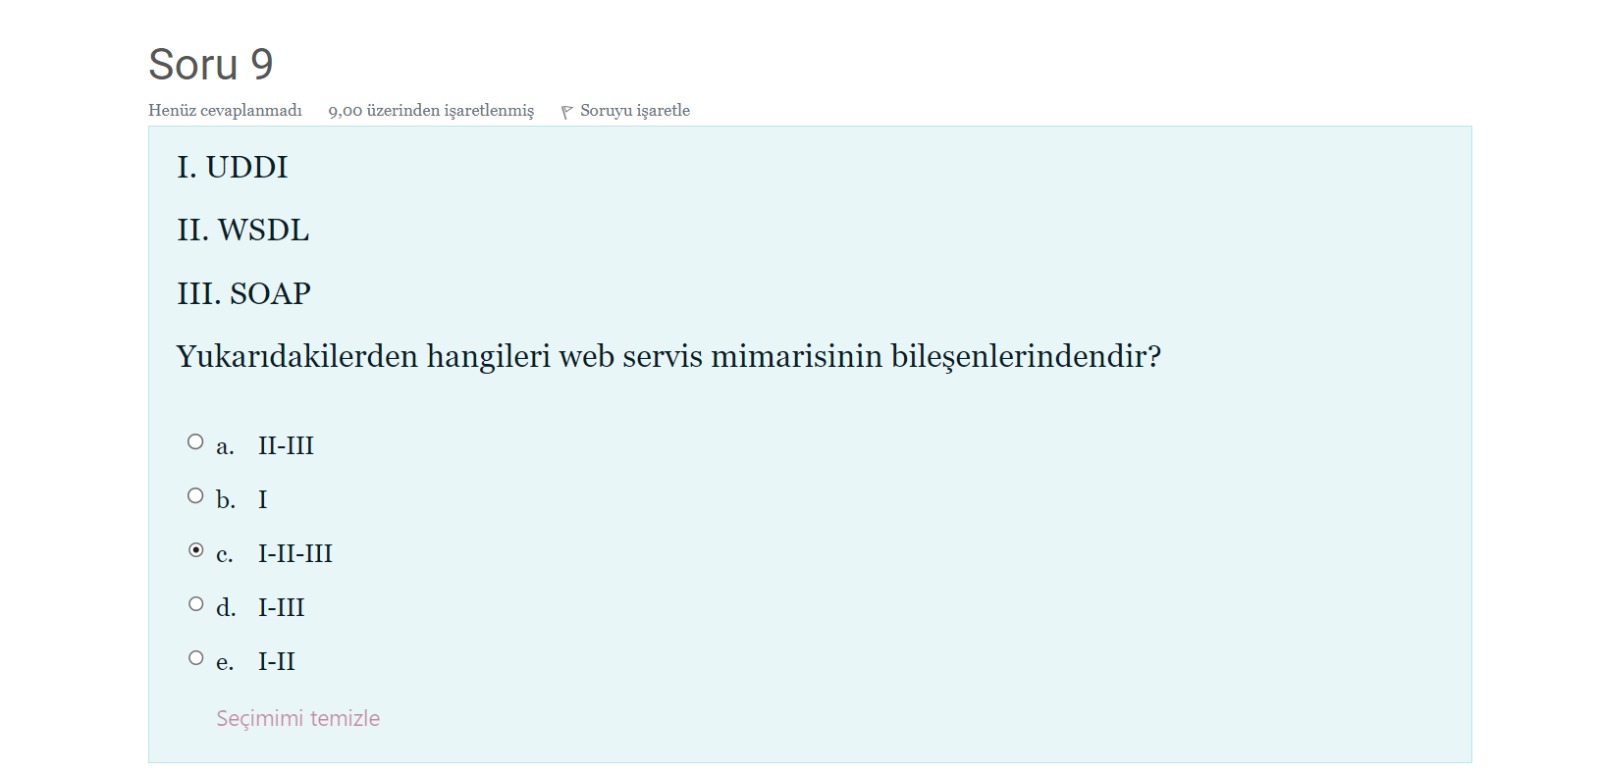 Soru 9
Henüz cevaplanmadı 9,00 üzerinden işaretlenmiş Soruyu işaretle
I. UDDI
II. WSDL
III. SOAP
Yukarıdakilerden hangileri web servis mimarisinin bileşenlerindendir?
a. II-III
b. I
c. I-II-III
d. I-III
e. I-II
Seçimimi temizle